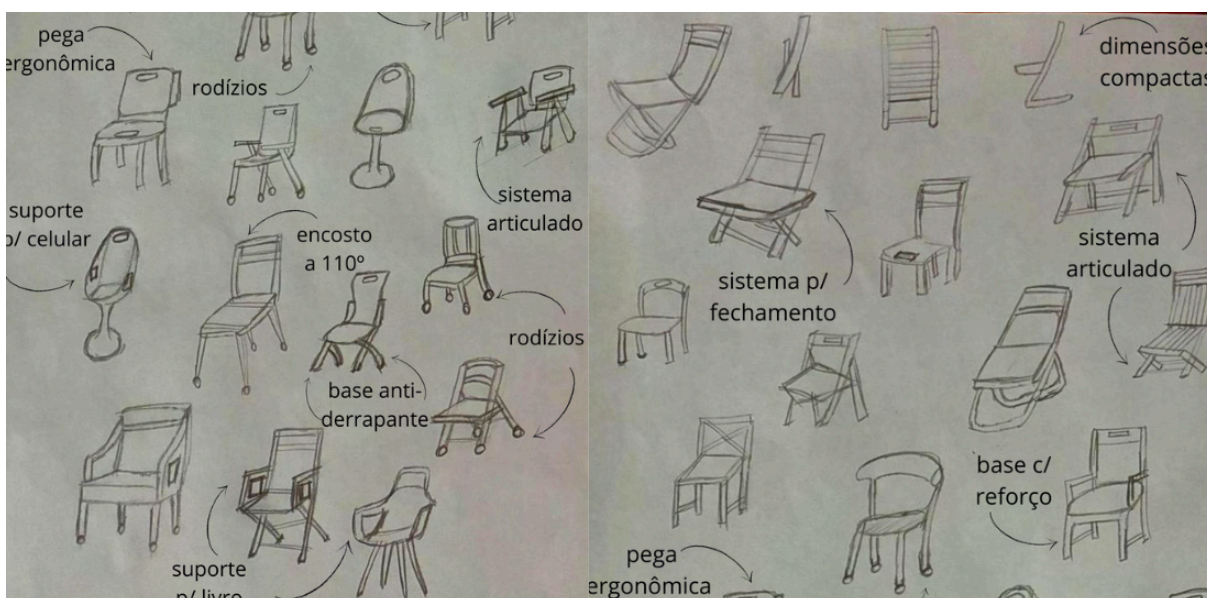 pega
ergonômica
rodízios
sistema
articulado
suporte
p/ celular
encosto
a 110º
rodízios
base anti-
derrapante
suporte
p/ livro
dimensões
compactas
sistema
articulado
sistema p/
fechamento
base c/
reforço
pega
ergonômica